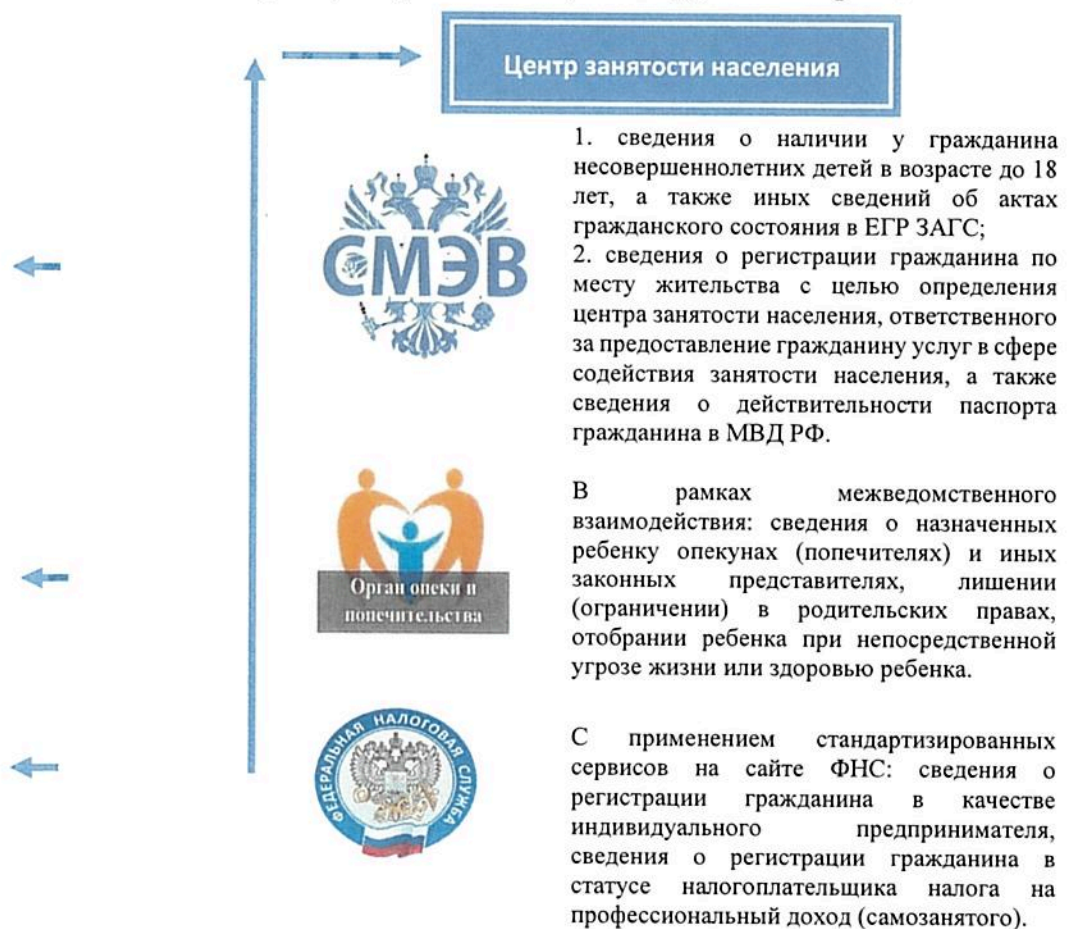 Центр занятости населения
1. сведения о наличии у гражданина
несовершеннолетних детей в возрасте до 18
лет, а также иных сведений об актах
гражданского состояния в ЕГР ЗАГС;
2. сведения о регистрации гражданина по
месту жительства с целью определения
центра занятости населения, ответственного
за предоставление гражданину услуг в сфере
содействия занятости населения, а также
сведения о действительности паспорта
гражданина в МВД РФ.
СМЭВ
В рамках межведомственного
взаимодействия: сведения о назначенных
ребенку опекунах (попечителях) и иных
законных представителях, лишении
(ограничении) в родительских правах,
отобрании ребенка при непосредственной
угрозе жизни или здоровью ребенка.
Орган опеки и
попечительства
С применением стандартизированных
сервисов на сайте ФНС: сведения о
регистрации гражданина в качестве
индивидуального предпринимателя,
сведения о регистрации гражданина в
статусе налогоплательщика налога на
профессиональный доход (самозанятого).
ФЕДЕРАЛЬНАЯ НАЛОГОВАЯ СЛУЖБА